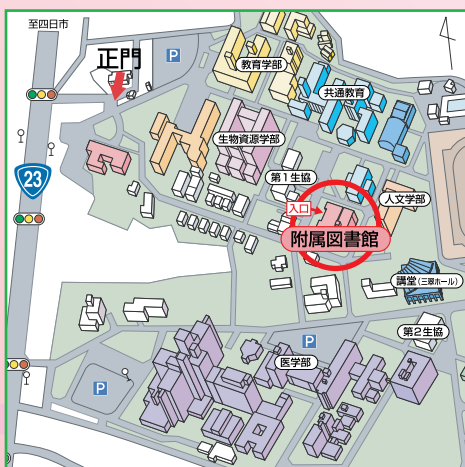 至四日市
正門
P
教育学部
共通教育
生物資源学部
23
第1生協
入口
人文学部
附属図書館
講堂(三翠ホール)
第2生協
P
医学部
P